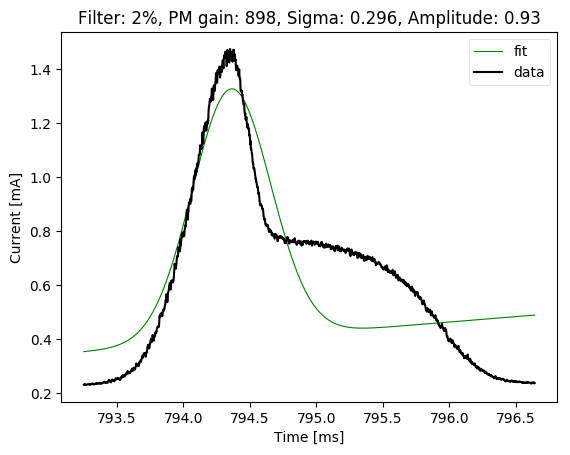 Filter: 2%, PM gain: 898, Sigma: 0.296, Amplitude: 0.93
fit
data
Current [mA]
1.4
1.2
1.0
0.8
0.6
0.4
0.2
793.5 794.0 794.5 795.0 795.5 796.0 796.5
Time [ms]